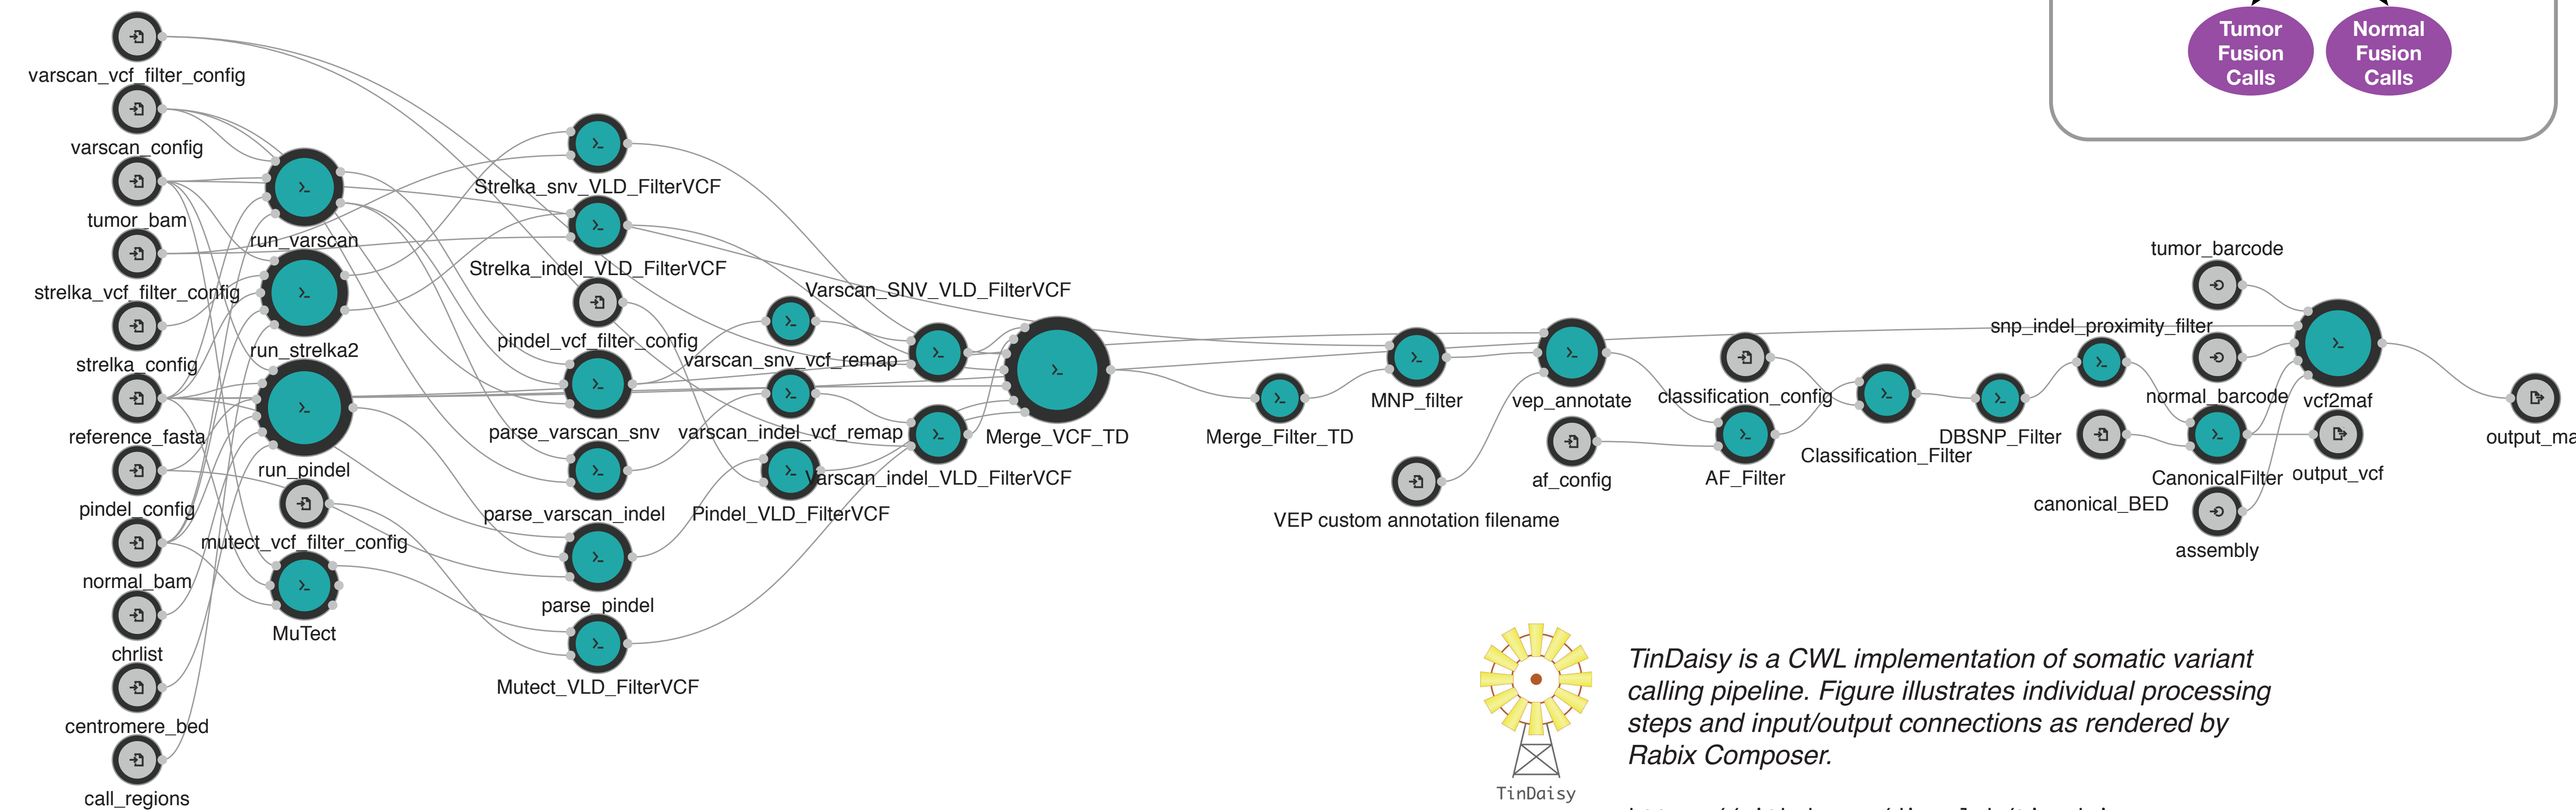 Tumor
Fusion
Calls
Normal
Fusion
Calls
varscan_vcf_filter_config
varscan_config
tumor_bam
strelka_vcf_filter_config
strelka_config
reference_fasta
pindel_config
normal_bam
chrlist
centromere_bed
call_regions
run_varscan
run_strelka2
run_pindel
mutect_vcf_filter_config
MuTect
Strelka_snv_VLD_FilterVCF
Strelka_indel_VLD_FilterVCF
pindel_vcf_filter_config
parse_varscan_snv
parse_varscan_indel
parse_pindel
Mutect_VLD_FilterVCF
varscan_snv_vcf_remap
varscan_indel_vcf_remap
Pindel_VLD_FilterVCF
Varscan_SNV_VLD_FilterVCF
Varscan_indel_VLD_FilterVCF
Merge_VCF_TD
Merge_Filter_TD
MNP_filter
VEP custom annotation filename
vep_annotate
af_config
classification_config
AF_Filter
Classification_Filter
DBSNP_Filter
snp_indel_proximity_filter
canonical_BED
tumor_barcode
normal_barcode
CanonicalFilter
assembly
vcf2maf
output_vcf
output_ma
TinDaisy is a CWL implementation of somatic variant
calling pipeline. Figure illustrates individual processing
steps and input/output connections as rendered by
Rabix Composer.
TinDaisy